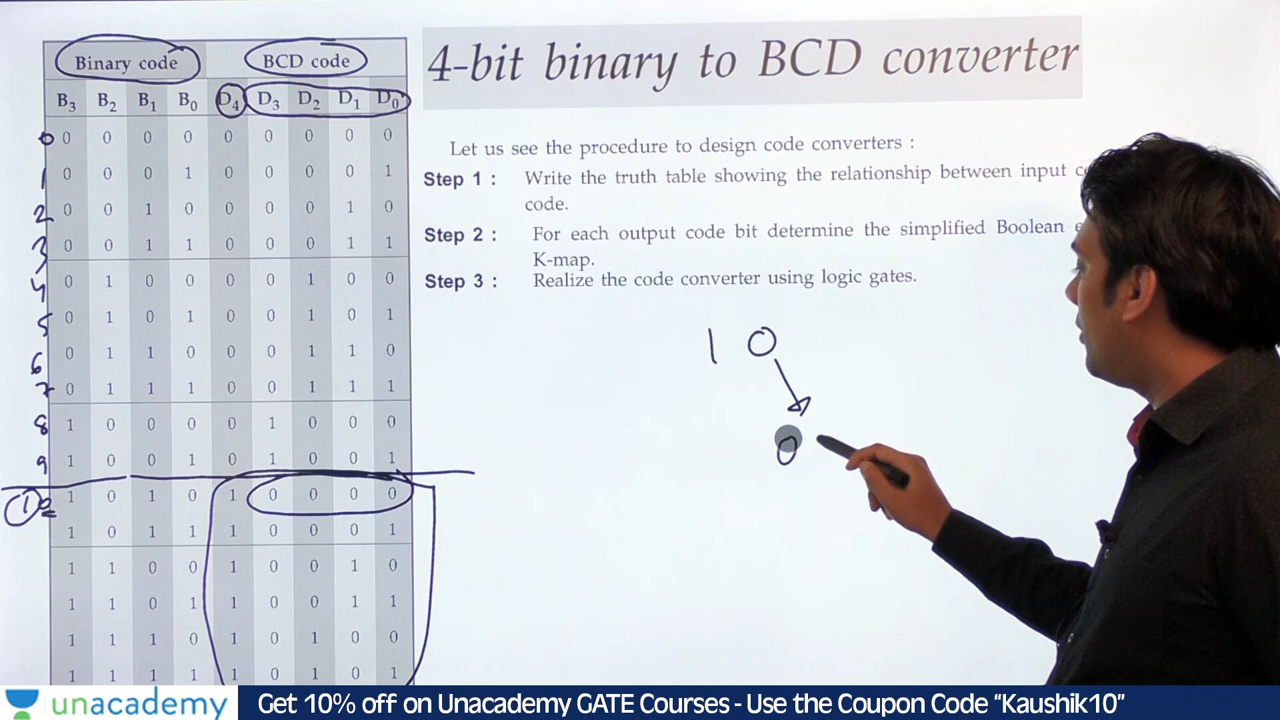 4-bit binary to BCD converter
Binary code BCD code
B3 B2 B1 B0 D4 D3 D2 D1 D0
0 0 0 0 0 0 0 0 0 0
1 0 0 0 1 0 0 0 0 1
2 0 0 1 0 0 0 0 1 0
3 0 0 1 1 0 0 0 1 1
4 0 1 0 0 0 0 1 0 0
5 0 1 0 1 0 0 1 0 1
6 0 1 1 0 0 0 1 1 0
7 0 1 1 1 0 0 1 1 1
8 1 0 0 0 0 1 0 0 0
9 1 0 0 1 0 1 0 0 1
10 1 0 1 0 1 0 0 0 0
1 0 1 1 1 0 0 0 1
1 1 0 0 1 0 0 1 0
1 1 0 1 1 0 0 1 1
1 1 1 0 1 0 1 0 0
1 1 1 1 1 0 1 0 1
Let us see the procedure to design code converters :
Step 1 : Write the truth table showing the relationship between input
code.
Step 2 : For each output code bit determine the simplified Boolean
K-map.
Step 3 : Realize the code converter using logic gates.
1 0
0
unacademy
Get 10% off on Unacademy GATE Courses - Use the Coupon Code “Kaushik10”